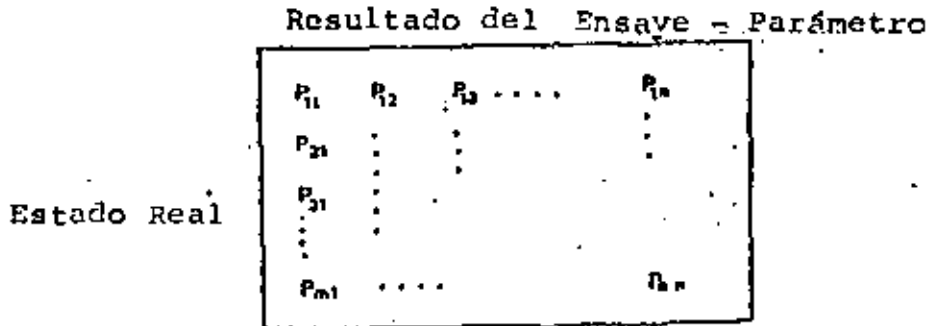 Resultado del Ensaye - Parámetro
P11 P12 P13 . . . . P1n
P21
Estado Real P31
Pm1 . . . .